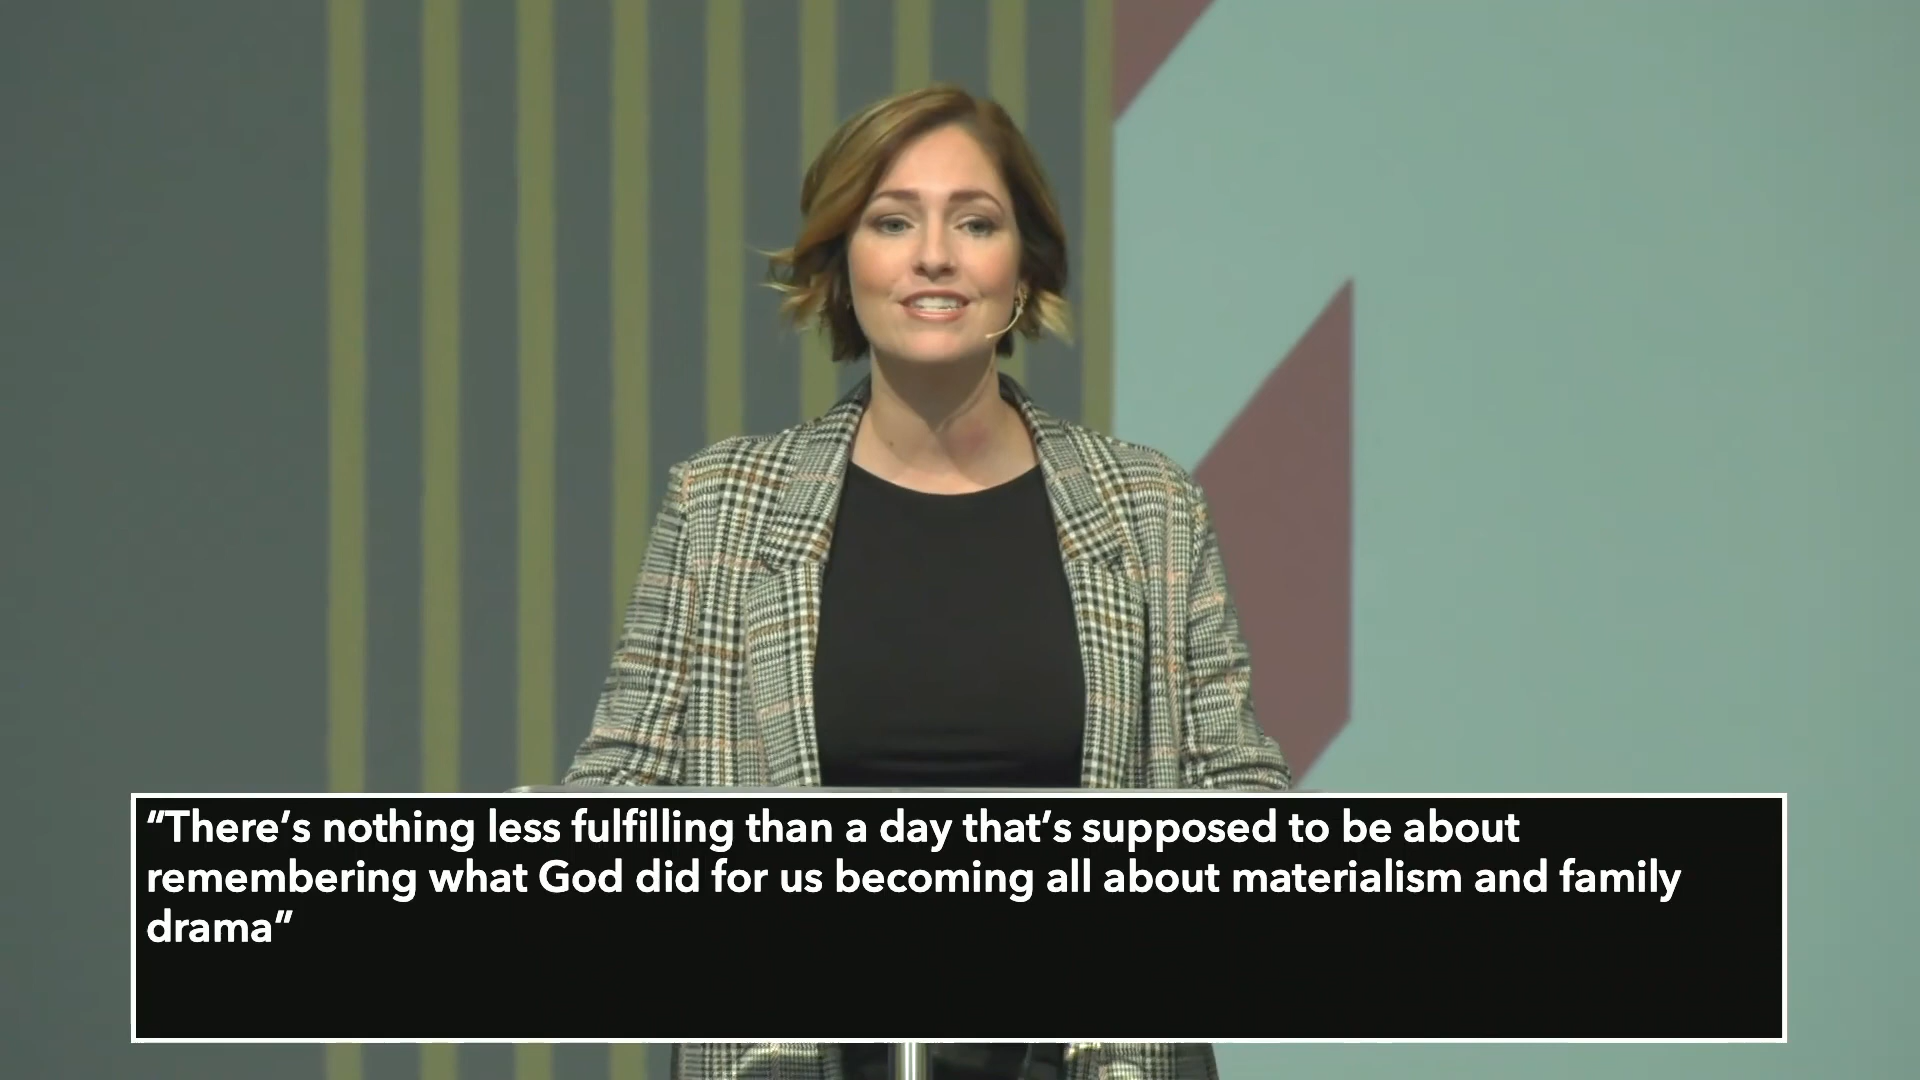 “There’s nothing less fulfilling than a day that’s supposed to be about
remembering what God did for us becoming all about materialism and family
drama”